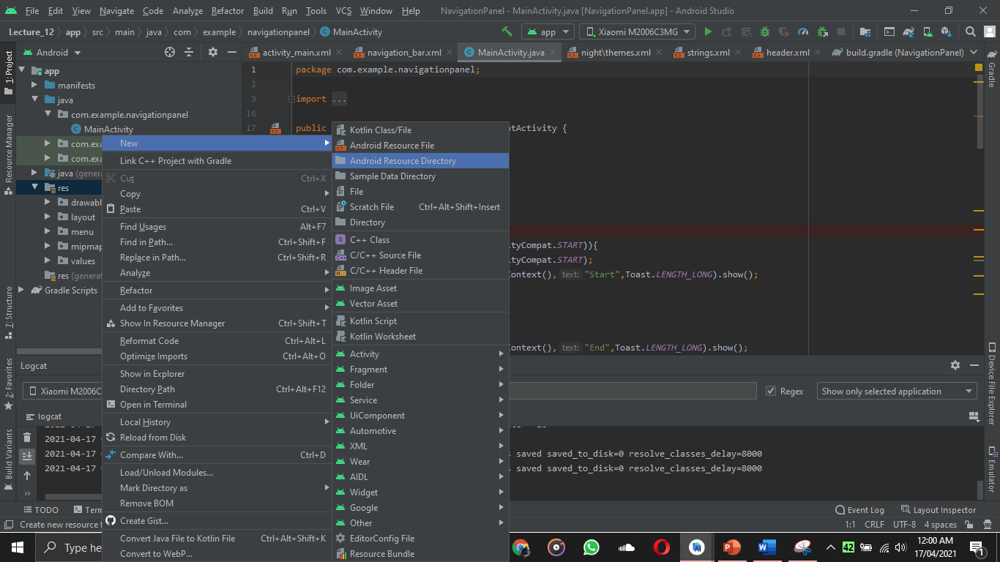 File Edit View Navigate Code Analyze Refactor Build Run Tools VCS Window Help NavigationPanel - MainActivity.java [NavigationPanel.app] - Android Studio
Lecture_12 app src main java com example navigationpanel MainActivity app Xiaomi M2006C3MG
1: Project
Resource Manager
7: Structure
2: Favorites
Build Variants
Android
app
manifests
java
com.example.navigationpanel
MainActivity
com.exa
com.exa
java (gener
res
drawabl
layout
menu
mipmap
values
res (generat
Gradle Scripts
activity_main.xml navigation_bar.xml MainActivity.java night\themes.xml strings.xml header.xml build.gradle (NavigationPanel)
1 package com.example.navigationpanel;
2
3 import ...
16
17 public ntActivity {
ityCompat.START)){
ityCompat.START);
Context(), text: "Start",Toast.LENGTH_LONG).show();
Context(), text: "End",Toast.LENGTH_LONG).show();
New
Link C++ Project with Gradle
Cut Ctrl+X
Copy
Paste Ctrl+V
Find Usages Alt+F7
Find in Path... Ctrl+Shift+F
Replace in Path... Ctrl+Shift+R
Analyze
Refactor
Add to Favorites
Show In Resource Manager Ctrl+Shift+T
Reformat Code Ctrl+Alt+L
Optimize Imports Ctrl+Alt+O
Show in Explorer
Directory Path Ctrl+Alt+F12
Open in Terminal
Local History
Reload from Disk
Compare With... Ctrl+D
Load/Unload Modules...
Mark Directory as
Remove BOM
Create Gist...
Convert Java File to Kotlin File Ctrl+Alt+Shift+K
Convert to WebP...
Kotlin Class/File
Android Resource File
Android Resource Directory
Sample Data Directory
File
Scratch File Ctrl+Alt+Shift+Insert
Directory
C++ Class
C/C++ Source File
C/C++ Header File
Image Asset
Vector Asset
Kotlin Script
Kotlin Worksheet
Activity
Fragment
Folder
Service
UiComponent
Automotive
XML
Wear
AIDL
Widget
Google
Other
EditorConfig File
Resource Bundle
Gradle
Device File Explorer
Emulator
Logcat
Xiaomi M2006C Regex Show only selected application
logcat
2021-04-17
2021-04-17 s saved saved_to_disk=0 resolve_classes_delay=8000
2021-04-17 s saved saved_to_disk=0 resolve_classes_delay=8000
TODO Term Event Log Layout Inspector
Create new resource f 1:1 CRLF UTF-8 4 spaces
Type he 42 12:00 AM
17/04/2021 1